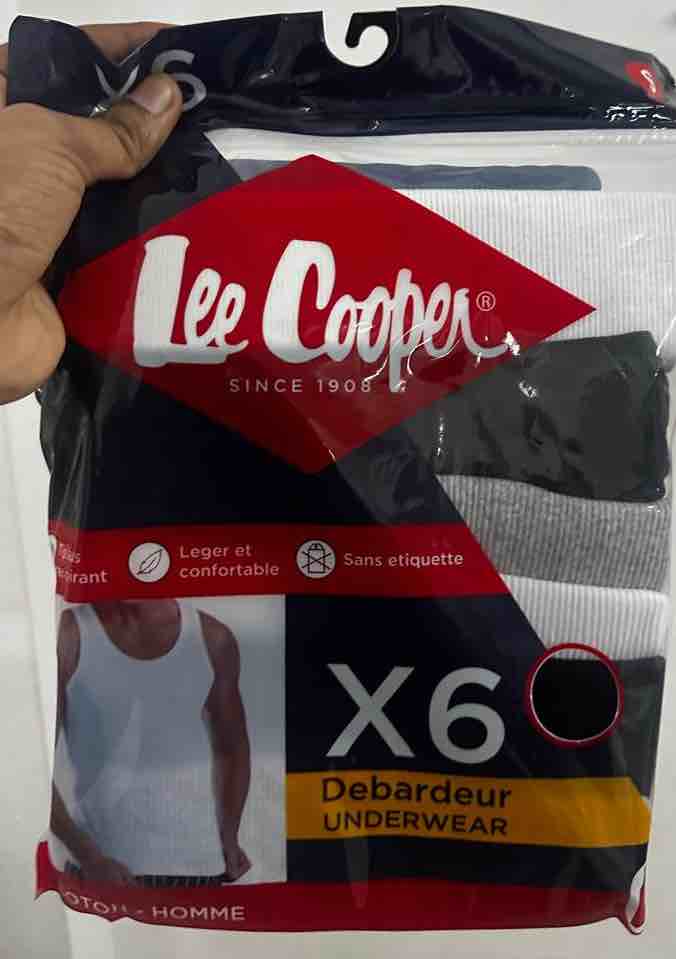 X6
Lee Cooper®
SINCE 1908
Leger et
confortable
Sans etiquette
X6
Debardeur
UNDERWEAR
HOMME